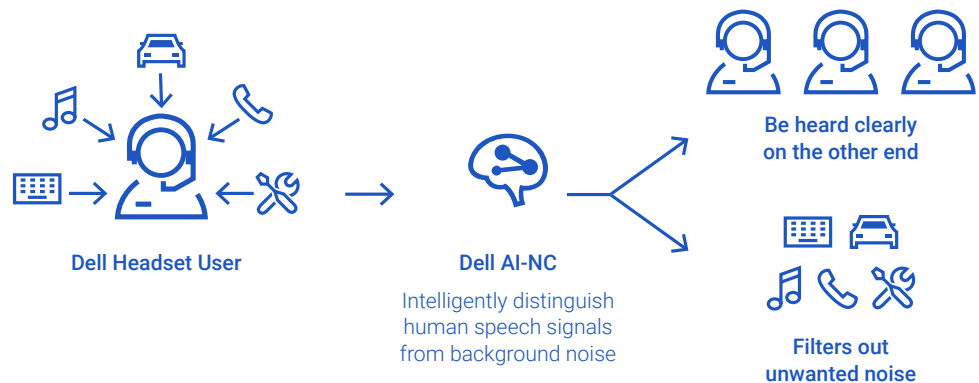 Dell Headset User
Dell AI-NC
Intelligently distinguish
human speech signals
from background noise
Be heard clearly
on the other end
Filters out
unwanted noise